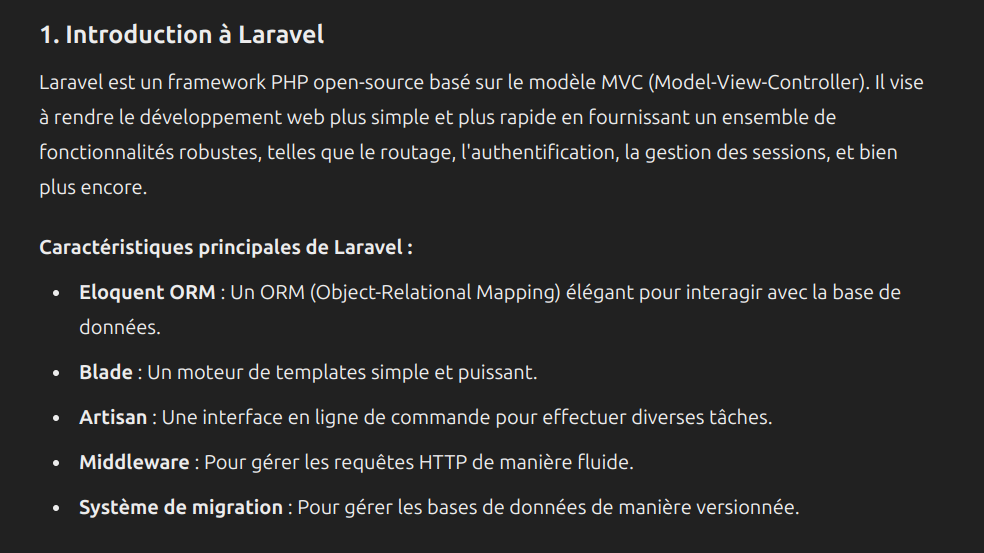 1. Introduction à Laravel
Laravel est un framework PHP open-source basé sur le modèle MVC (Model-View-Controller). Il vise
à rendre le développement web plus simple et plus rapide en fournissant un ensemble de
fonctionnalités robustes, telles que le routage, l'authentification, la gestion des sessions, et bien
plus encore.
Caractéristiques principales de Laravel :
• Eloquent ORM : Un ORM (Object-Relational Mapping) élégant pour interagir avec la base de
données.
• Blade : Un moteur de templates simple et puissant.
• Artisan : Une interface en ligne de commande pour effectuer diverses tâches.
• Middleware : Pour gérer les requêtes HTTP de manière fluide.
• Système de migration : Pour gérer les bases de données de manière versionnée.